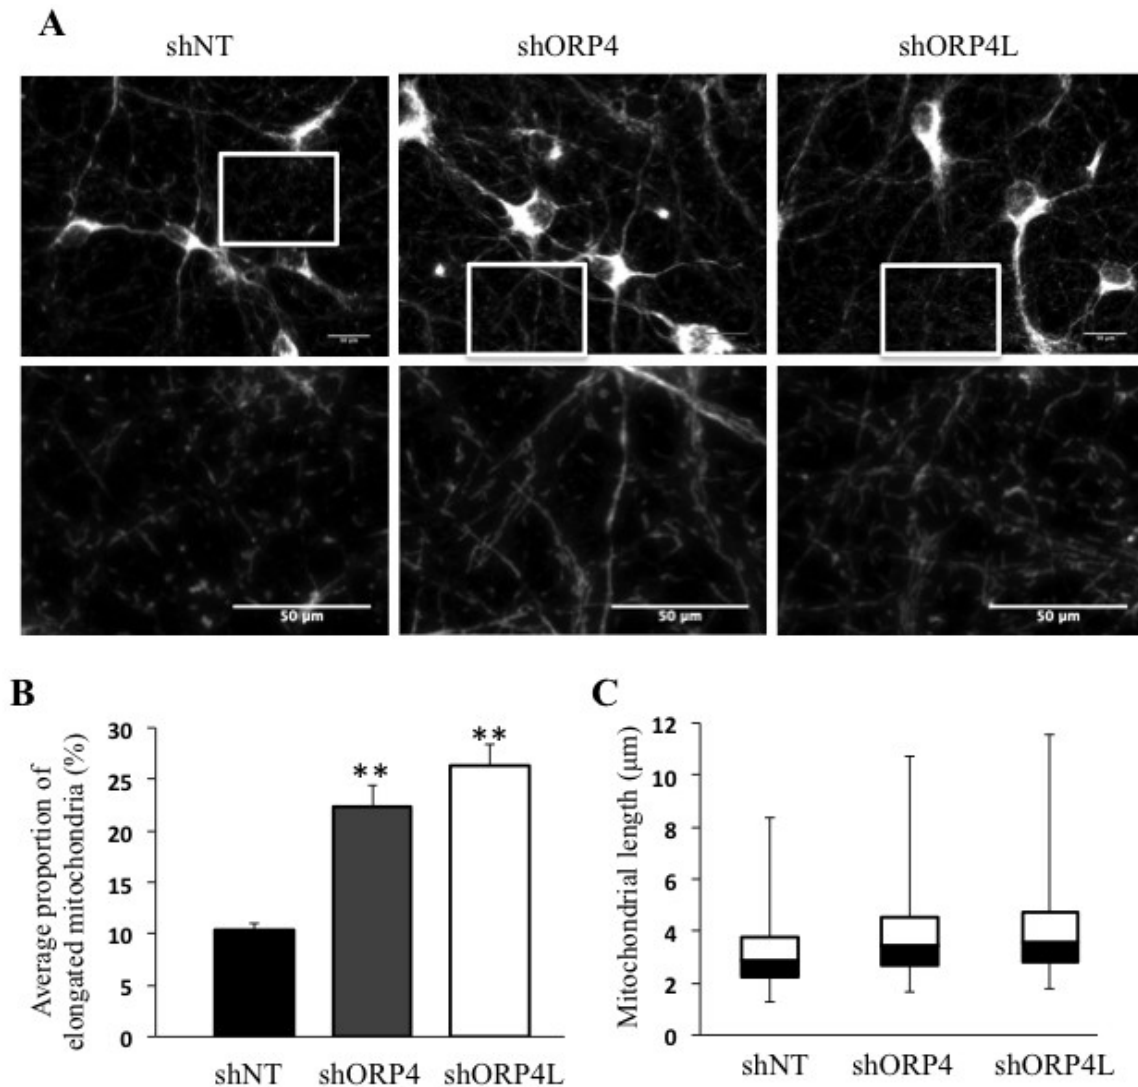 A
shNT shORP4 shORP4L
50 μm 50 μm 50 μm
B
Average proportion of
elongated mitochondria (%)
30
25
20
15
10
5
0
** **
shNT shORP4 shORP4L
C
Mitochondrial length (μm)
12
10
8
6
4
2
0
shNT shORP4 shORP4L